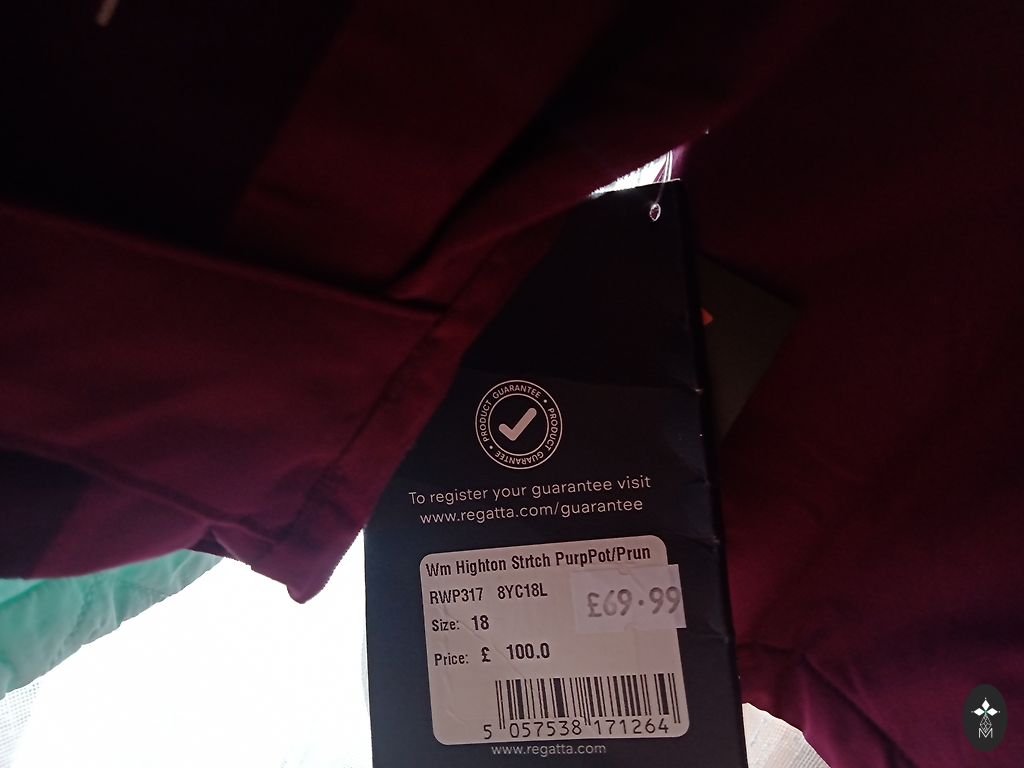 PRODUCT GUARANTEE • PRODUCT GUARANTEE •
To register your guarantee visit
www.regatta.com/guarantee
Wm Highton Strtch PurpPot/Prun
RWP317 8YC18L
£69.99
Size: 18
Price: £ 100.0
5 057538 171264
www.regatta.com
M